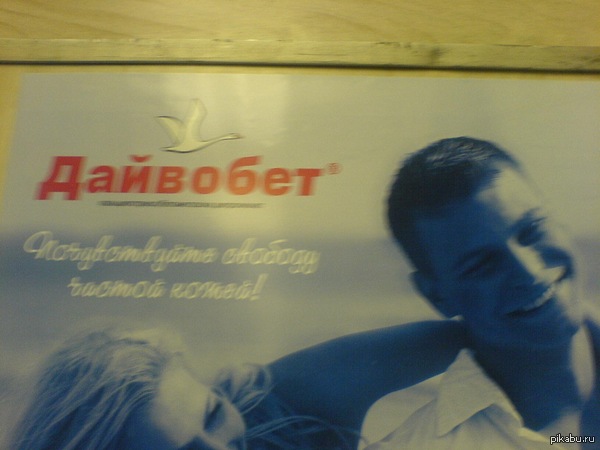 Дайвобет®
Почувствуйте свободу
чистой кожей!
pikabu.ru